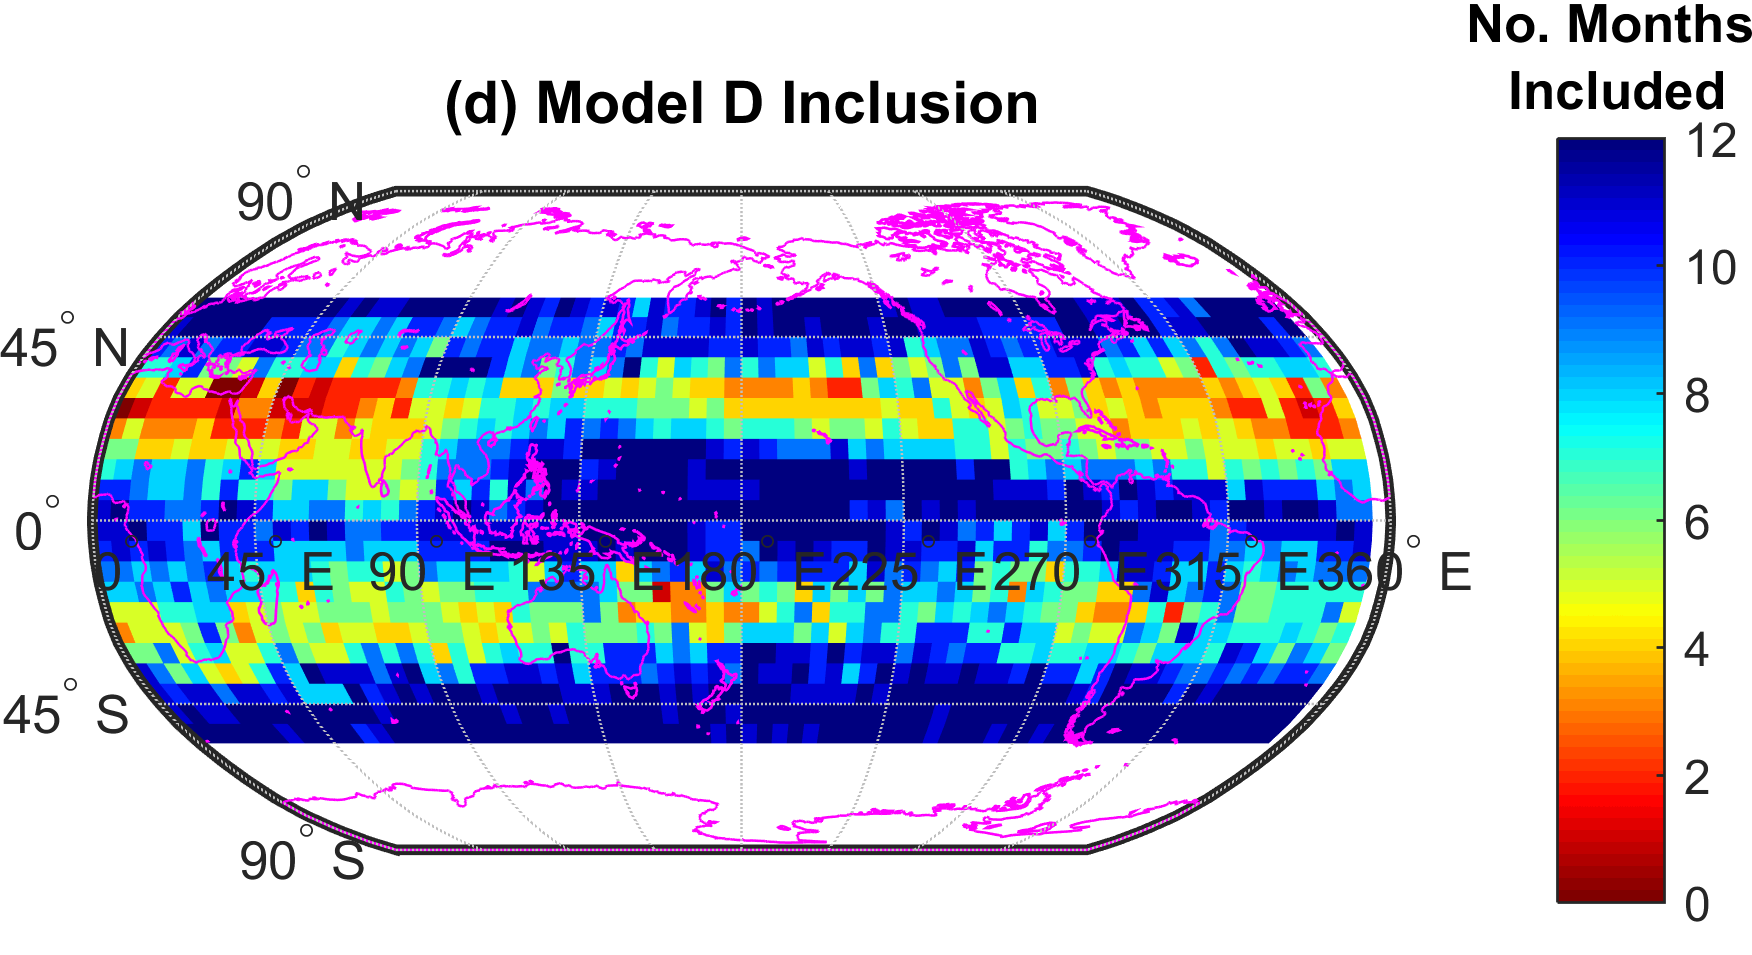 No. Months
Included
(d) Model D Inclusion
90° N
45° N
0°
45° S
90° S
0° 45° E 90° E 135° E 180° E 225° E 270° E 315° E 360° E
12
10
8
6
4
2
0